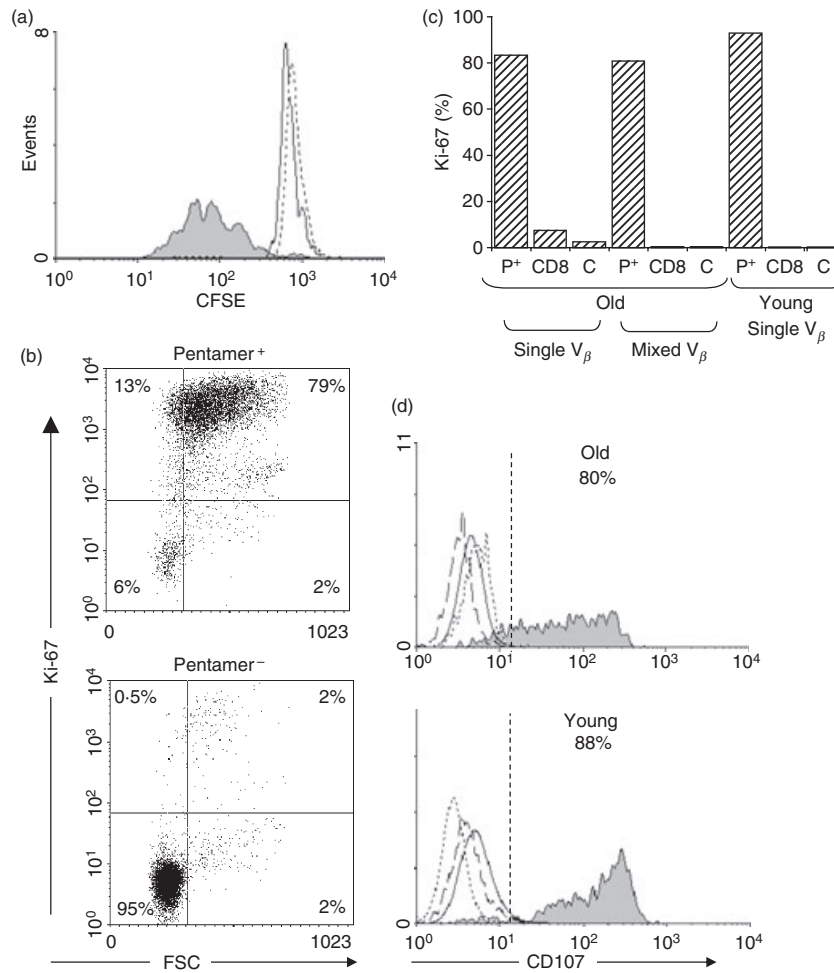 (a)
8
Events
0
10^0 10^1 10^2 10^3 10^4
CFSE
(c)
100
80
60
40
20
0
Ki-67 (%)
P+ CD8 C P+ CD8 C P+ CD8 C
Old
Young
Single Vβ
Single Vβ Mixed Vβ
(b)
Pentamer+
10^4
10^3
10^2
10^1
10^0
13% 79%
6% 2%
0 1023
Pentamer−
10^4
10^3
10^2
10^1
10^0
0·5% 2%
95% 2%
0 1023
Ki-67
FSC
(d)
11
Old
80%
0
10^0 10^1 10^2 10^3 10^4
Young
88%
0
10^0 10^1 10^2 10^3 10^4
CD107